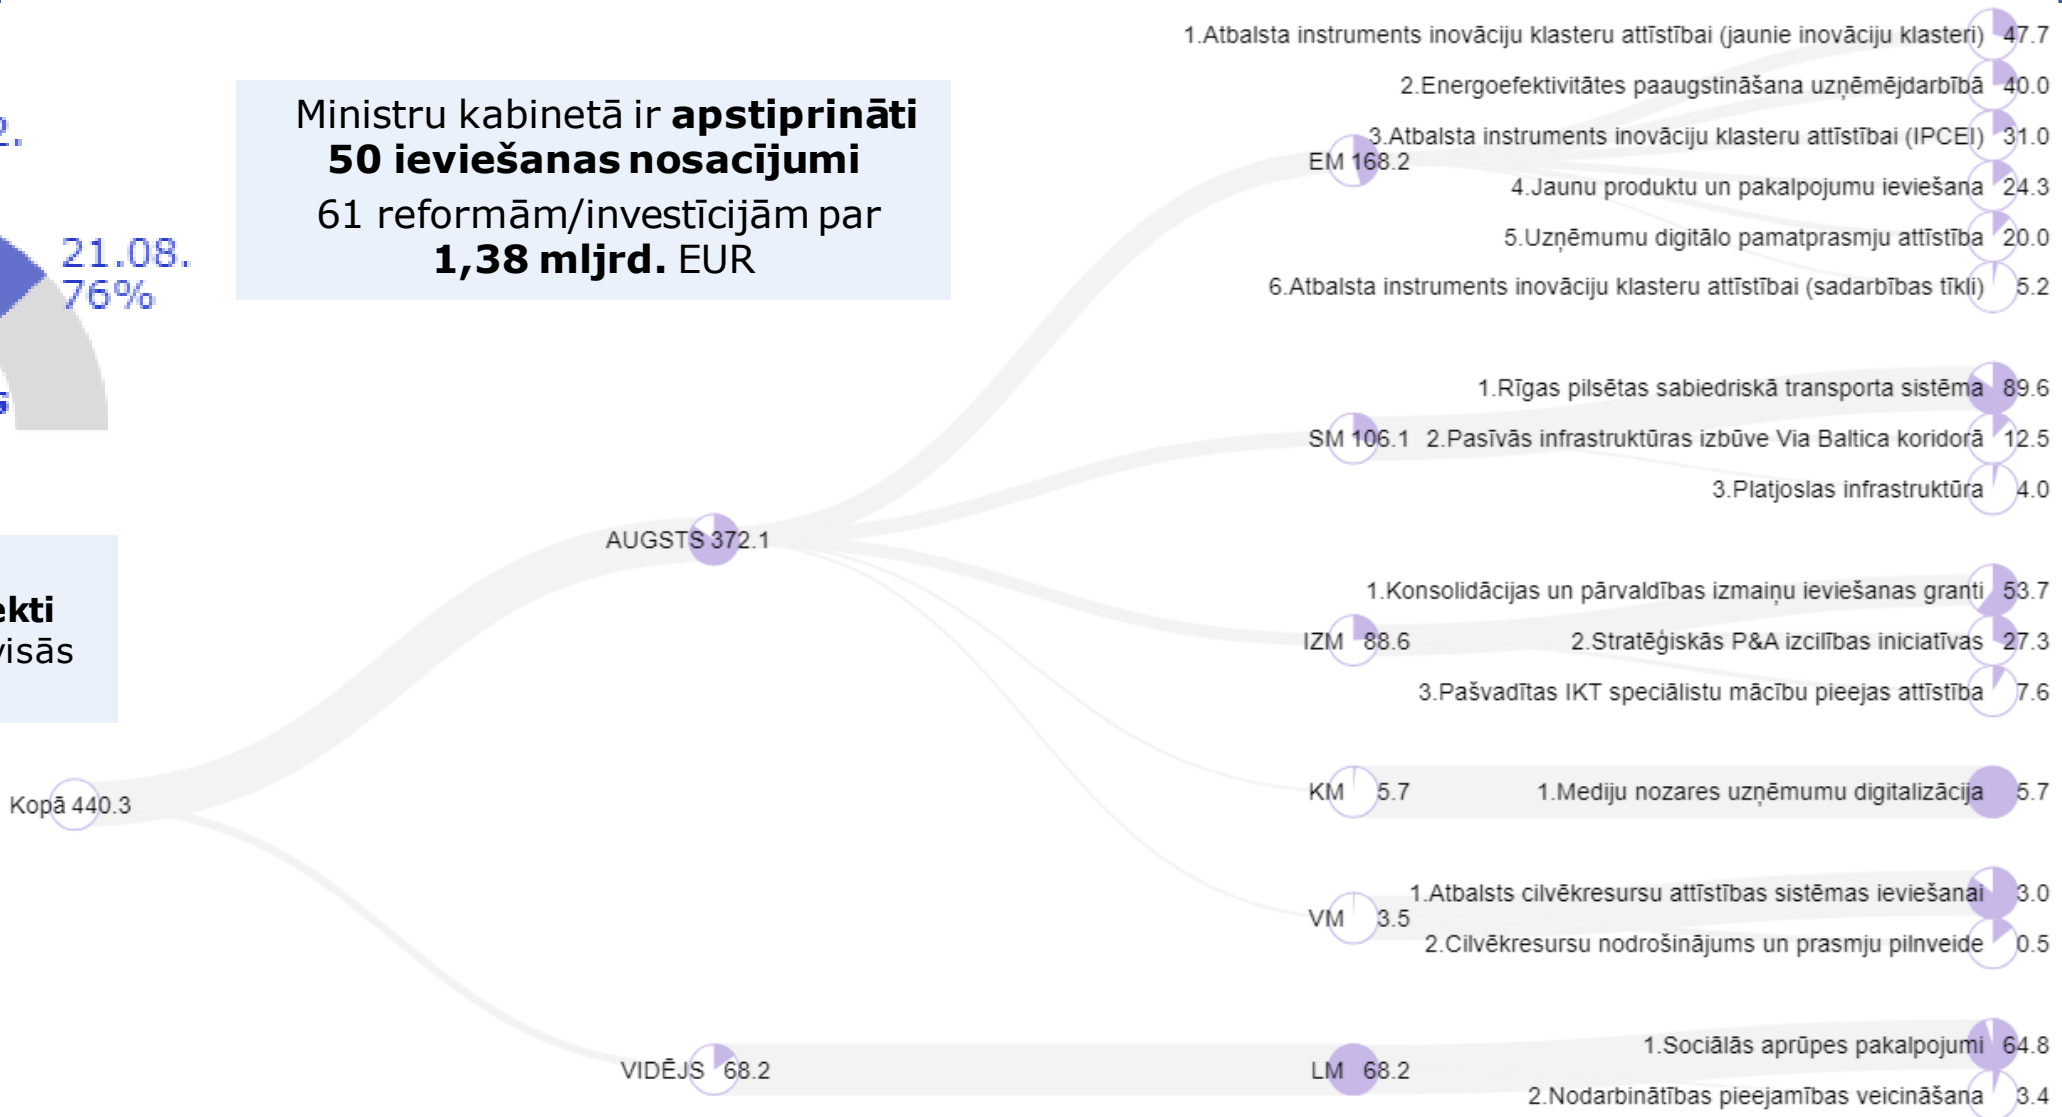 2.
21.08.
76%
Ministru kabinetā ir apstiprināti
50 ieviešanas nosacījumi
61 reformām/investīcijām par
1,38 mljrd. EUR
ekti
visās
Kopā 440.3
AUGSTS 372.1
VIDĒJS 68.2
EM 168.2
1.Atbalsta instruments inovāciju klasteru attīstībai (jaunie inovāciju klasteri) 47.7
2.Energoefektivitātes paaugstināšana uzņēmējdarbībā 40.0
3.Atbalsta instruments inovāciju klasteru attīstībai (IPCEI) 31.0
4.Jaunu produktu un pakalpojumu ieviešana 24.3
5.Uzņēmumu digitālo pamatprasmju attīstība 20.0
6.Atbalsta instruments inovāciju klasteru attīstībai (sadarbības tīkli) 5.2
SM 106.1
1.Rīgas pilsētas sabiedriskā transporta sistēma 89.6
2.Pasīvās infrastruktūras izbūve Via Baltica koridorā 12.5
3.Platjoslas infrastruktūra 4.0
IZM 88.6
1.Konsolidācijas un pārvaldības izmaiņu ieviešanas granti 53.7
2.Stratēģiskās P&A izcilības iniciatīvas 27.3
3.Pašvadītas IKT speciālistu mācību pieejas attīstība 7.6
KM 5.7
1.Mediju nozares uzņēmumu digitalizācija 5.7
VM 3.5
1.Atbalsts cilvēkresursu attīstības sistēmas ieviešanai 3.0
2.Cilvēkresursu nodrošinājums un prasmju pilnveide 0.5
LM 68.2
1.Sociālās aprūpes pakalpojumi 64.8
2.Nodarbinātības pieejamības veicināšana 3.4